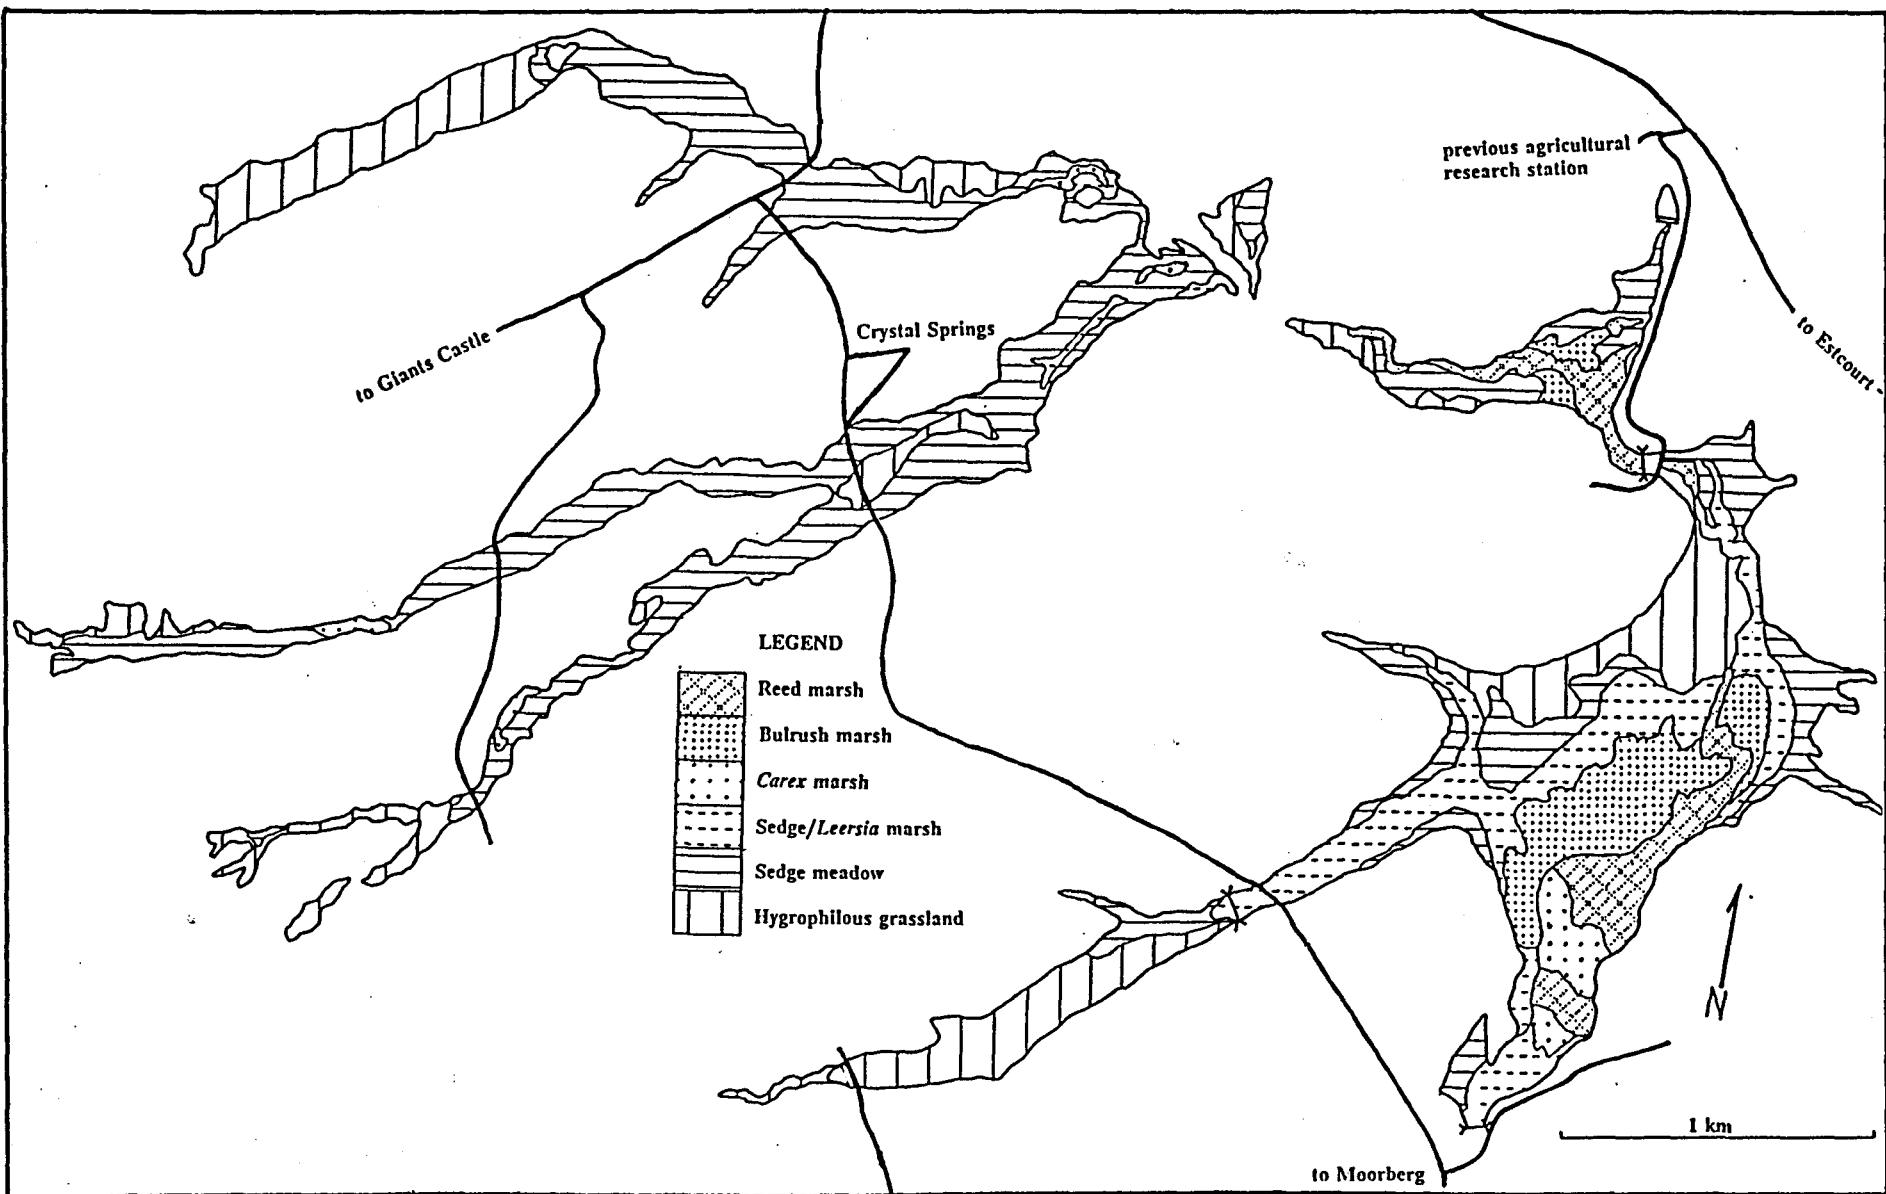 previous agricultural
research station
to Estcourt -
Crystal Springs
to Giants Castle
LEGEND
Reed marsh
Bulrush marsh
Carex marsh
Sedge/Leersia marsh
Sedge meadow
Hygrophilous grassland
N
1 km
to Moorberg